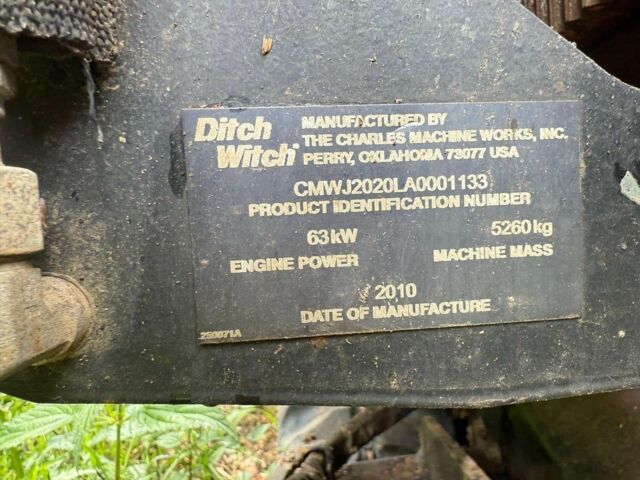 Ditch Witch
MANUFACTURED BY
THE CHARLES MACHINE WORKS, INC.
PERRY, OKLAHOMA 73077 USA
CMWJ2020LA0001133
PRODUCT IDENTIFICATION NUMBER
63kW 5260kg
ENGINE POWER MACHINE MASS
2010
DATE OF MANUFACTURE
250071A